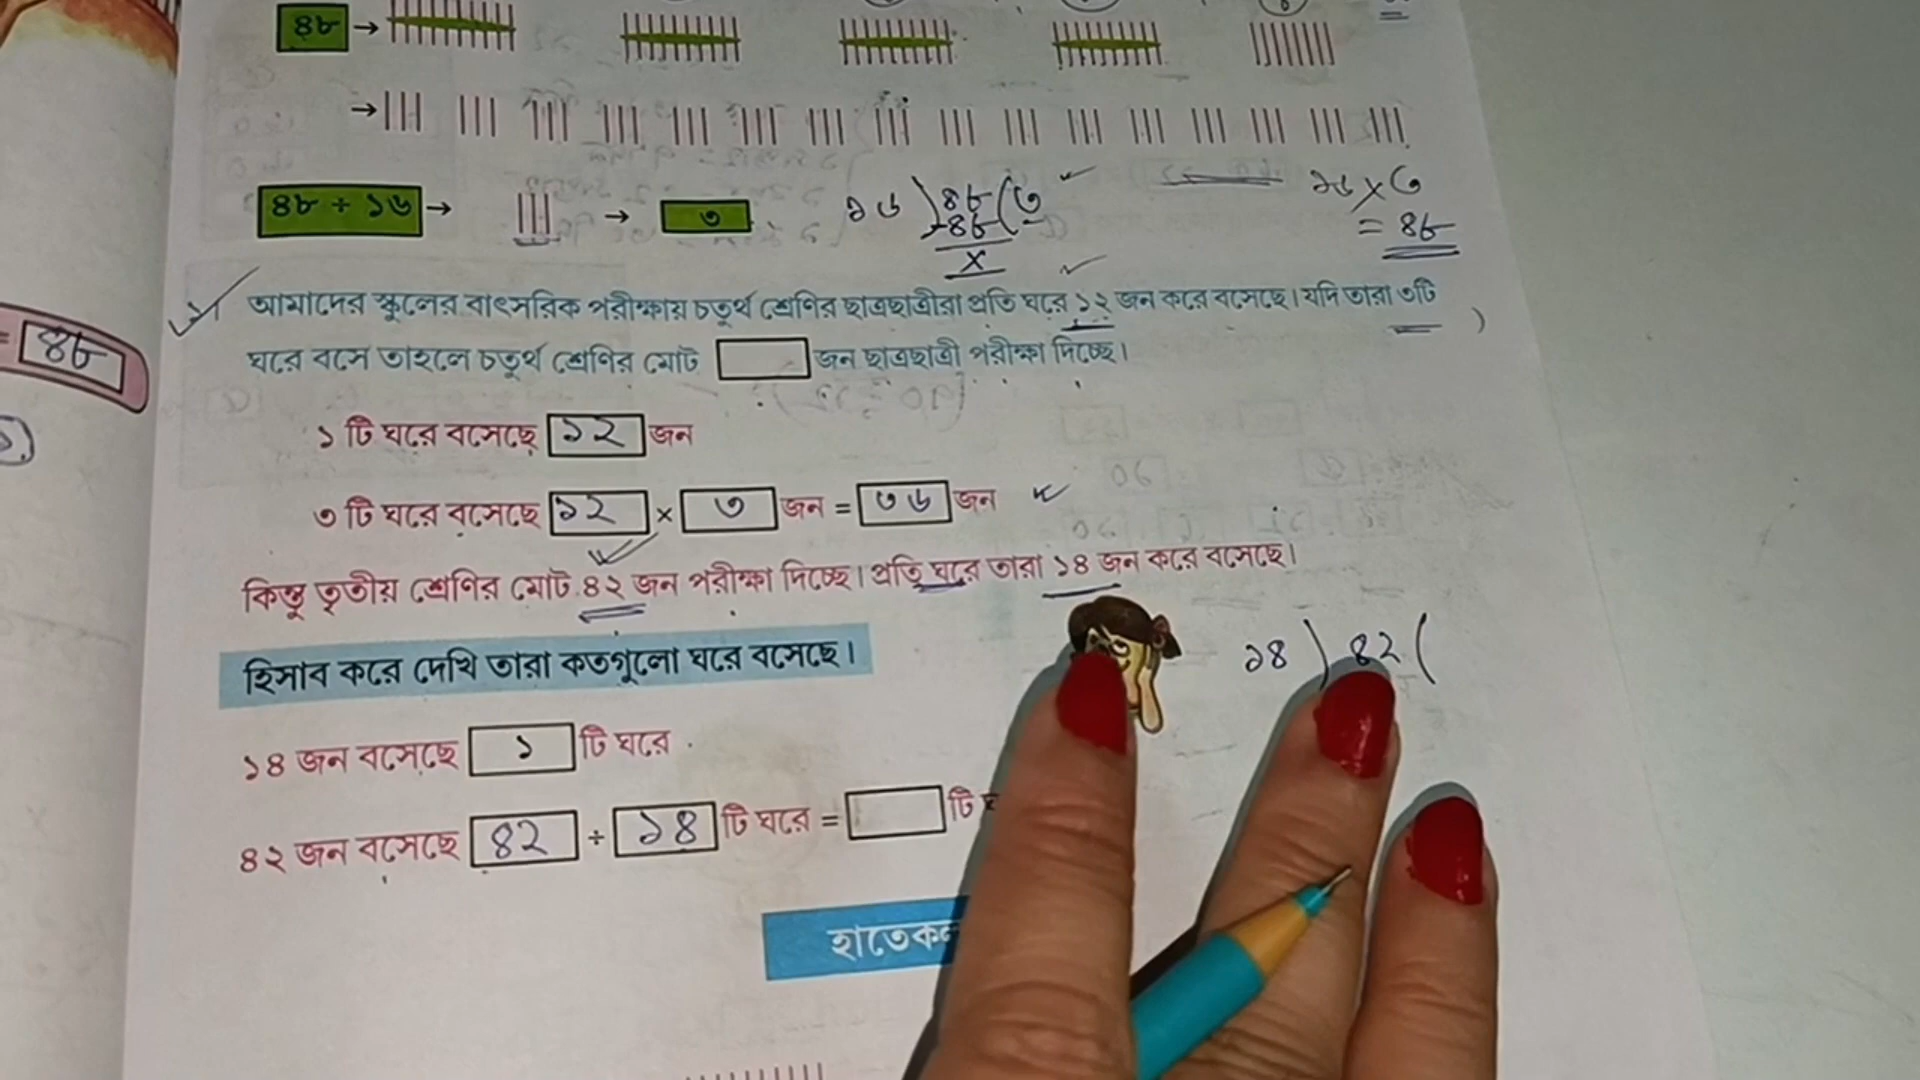 ৪৮ →
→
৪৮ ÷ ১৬ → → ৩ ১৬ ) ৪৮ ( ৩ ১৬ × ৩
- ৪৮ = ৪৮
×
আমাদের স্কুলের বাৎসরিক পরীক্ষায় চতুর্থ শ্রেণির ছাত্রছাত্রীরা প্রতি ঘরে ১২ জন করে বসেছে। যদি তারা ৩টি
= ৪৮
ঘরে বসে তাহলে চতুর্থ শ্রেণির মোট জন ছাত্রছাত্রী পরীক্ষা দিচ্ছে।
১ টি ঘরে বসেছে ১২ জন
৩ টি ঘরে বসেছে ১২ × ৩ জন = ৩৬ জন
কিন্তু তৃতীয় শ্রেণির মোট ৪২ জন পরীক্ষা দিচ্ছে। প্রতি ঘরে তারা ১৪ জন করে বসেছে।
হিসাব করে দেখি তারা কতগুলো ঘরে বসেছে। ১৪ ) ৪২ (
১৪ জন বসেছে ১ টি ঘরে
৪২ জন বসেছে ৪২ ÷ ১৪ টি ঘরে = টি